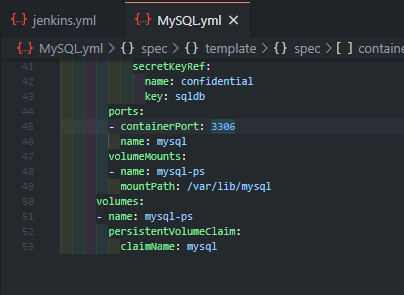 jenkins.yml
MySQL.yml
MySQL.yml > {} spec > {} template > {} spec > [ ] containe
41 secretKeyRef:
42 name: confidential
43 key: sqldb
44 ports:
45 - containerPort: 3306
46 name: mysql
47 volumeMounts:
48 - name: mysql-ps
49 mountPath: /var/lib/mysql
50 volumes:
51 - name: mysql-ps
52 persistentVolumeClaim:
53 claimName: mysql